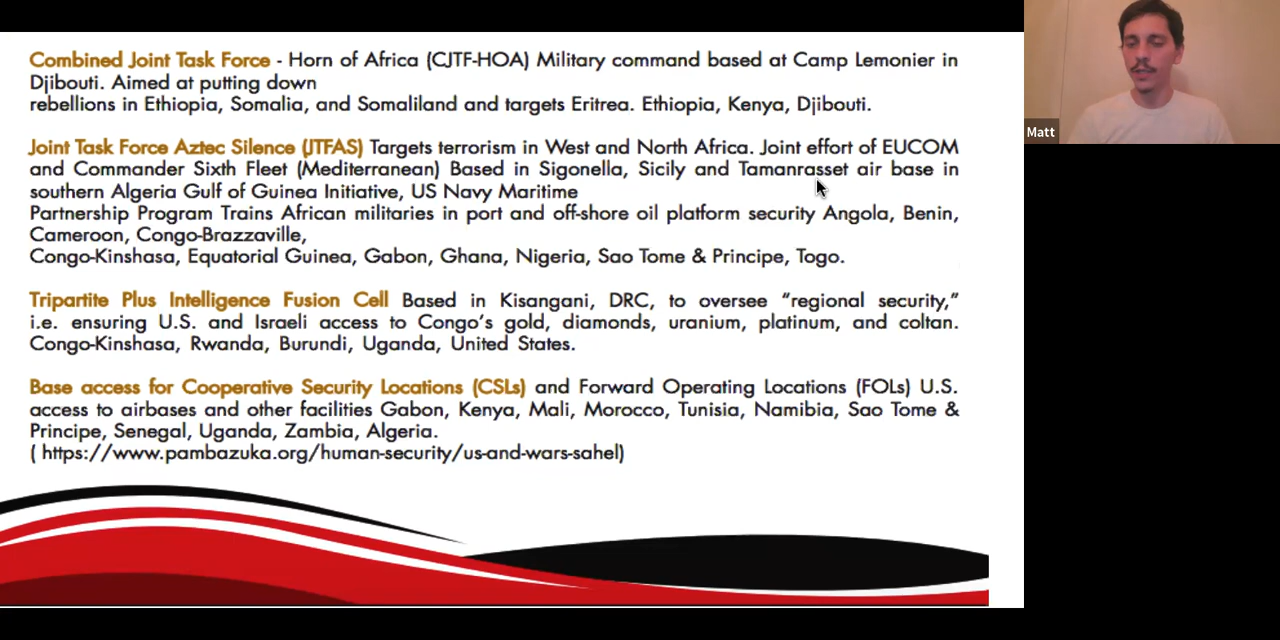 Combined Joint Task Force - Horn of Africa (CJTF-HOA) Military command based at Camp Lemonier in
Djibouti. Aimed at putting down
rebellions in Ethiopia, Somalia, and Somaliland and targets Eritrea. Ethiopia, Kenya, Djibouti.
Joint Task Force Aztec Silence (JTFAS) Targets terrorism in West and North Africa. Joint effort of EUCOM
and Commander Sixth Fleet (Mediterranean) Based in Sigonella, Sicily and Tamanrasset air base in
southern Algeria Gulf of Guinea Initiative, US Navy Maritime
Partnership Program Trains African militaries in port and off-shore oil platform security Angola, Benin,
Cameroon, Congo-Brazzaville,
Congo-Kinshasa, Equatorial Guinea, Gabon, Ghana, Nigeria, Sao Tome & Principe, Togo.
Tripartite Plus Intelligence Fusion Cell Based in Kisangani, DRC, to oversee “regional security,”
i.e. ensuring U.S. and Israeli access to Congo’s gold, diamonds, uranium, platinum, and coltan.
Congo-Kinshasa, Rwanda, Burundi, Uganda, United States.
Base access for Cooperative Security Locations (CSLs) and Forward Operating Locations (FOLs) U.S.
access to airbases and other facilities Gabon, Kenya, Mali, Morocco, Tunisia, Namibia, Sao Tome &
Principe, Senegal, Uganda, Zambia, Algeria.
( https://www.pambazuka.org/human-security/us-and-wars-sahel)
Matt